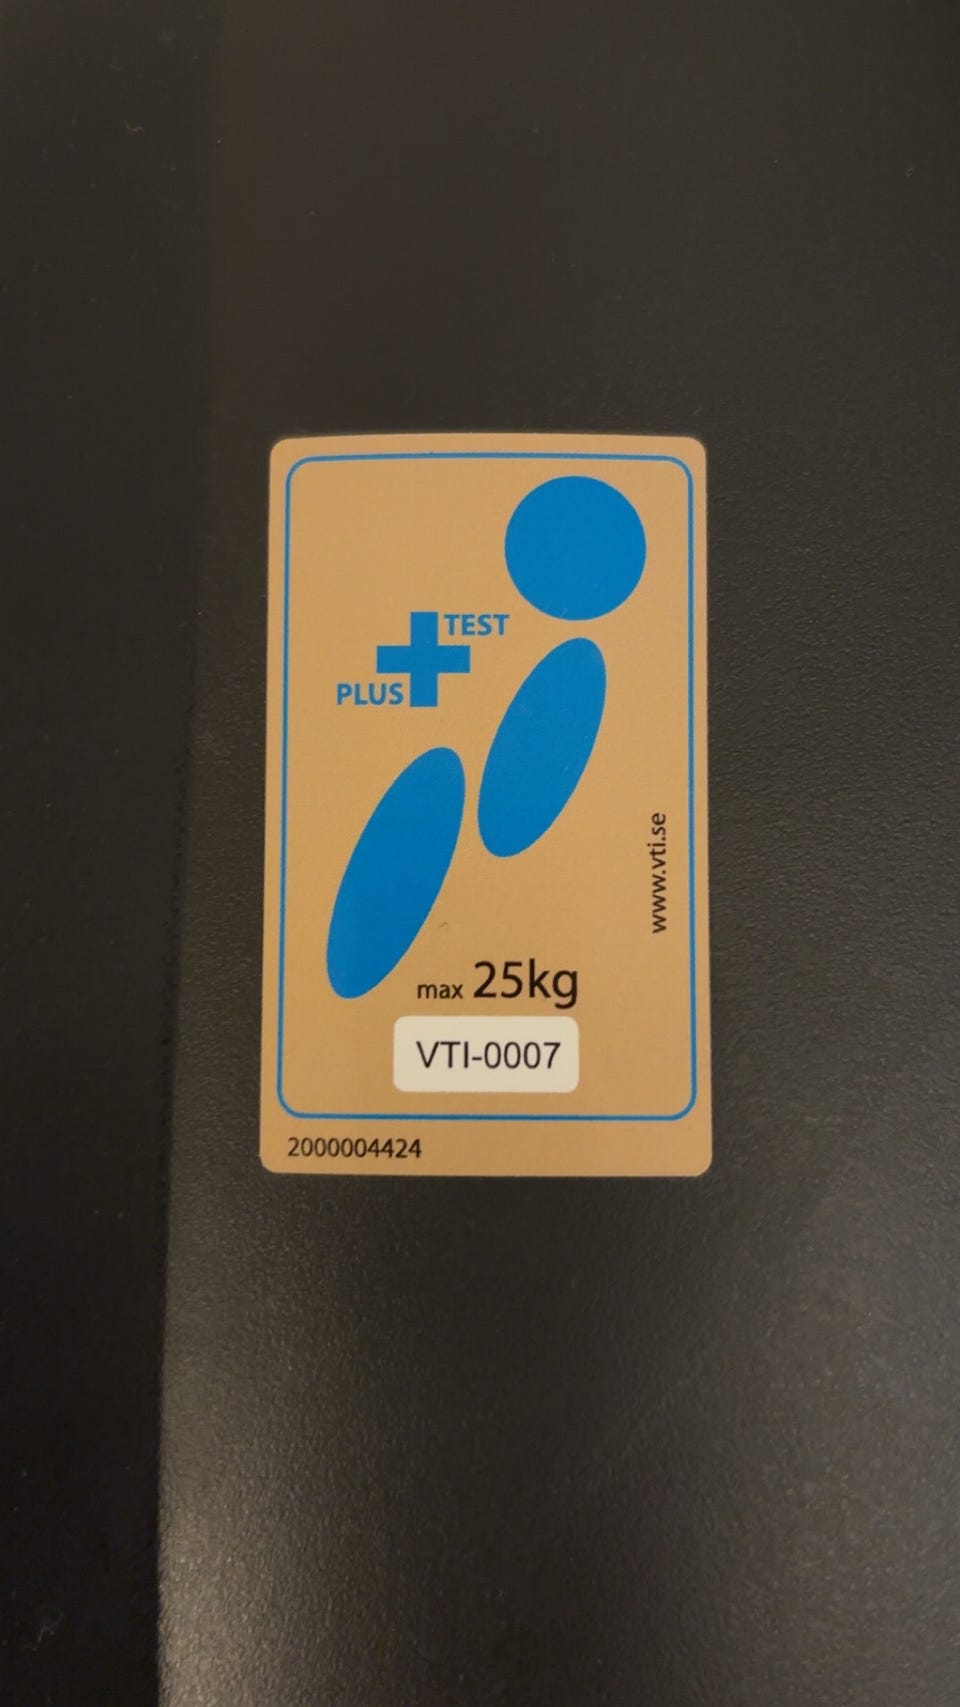 TEST
PLUS
www.vti.se
max 25kg
VTI-0007
2000004424